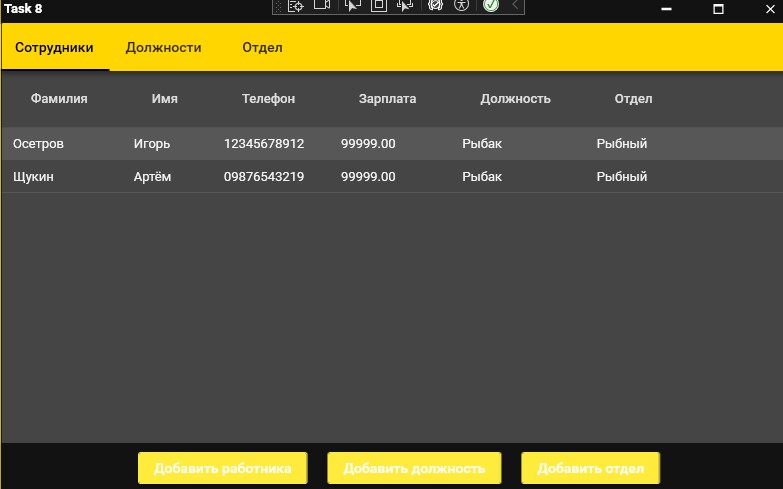 Task 8
Сотрудники Должности Отдел
Фамилия Имя Телефон Зарплата Должность Отдел
Осетров Игорь 12345678912 99999.00 Рыбак Рыбный
Щукин Артём 09876543219 99999.00 Рыбак Рыбный
Добавить работника Добавить должность Добавить отдел